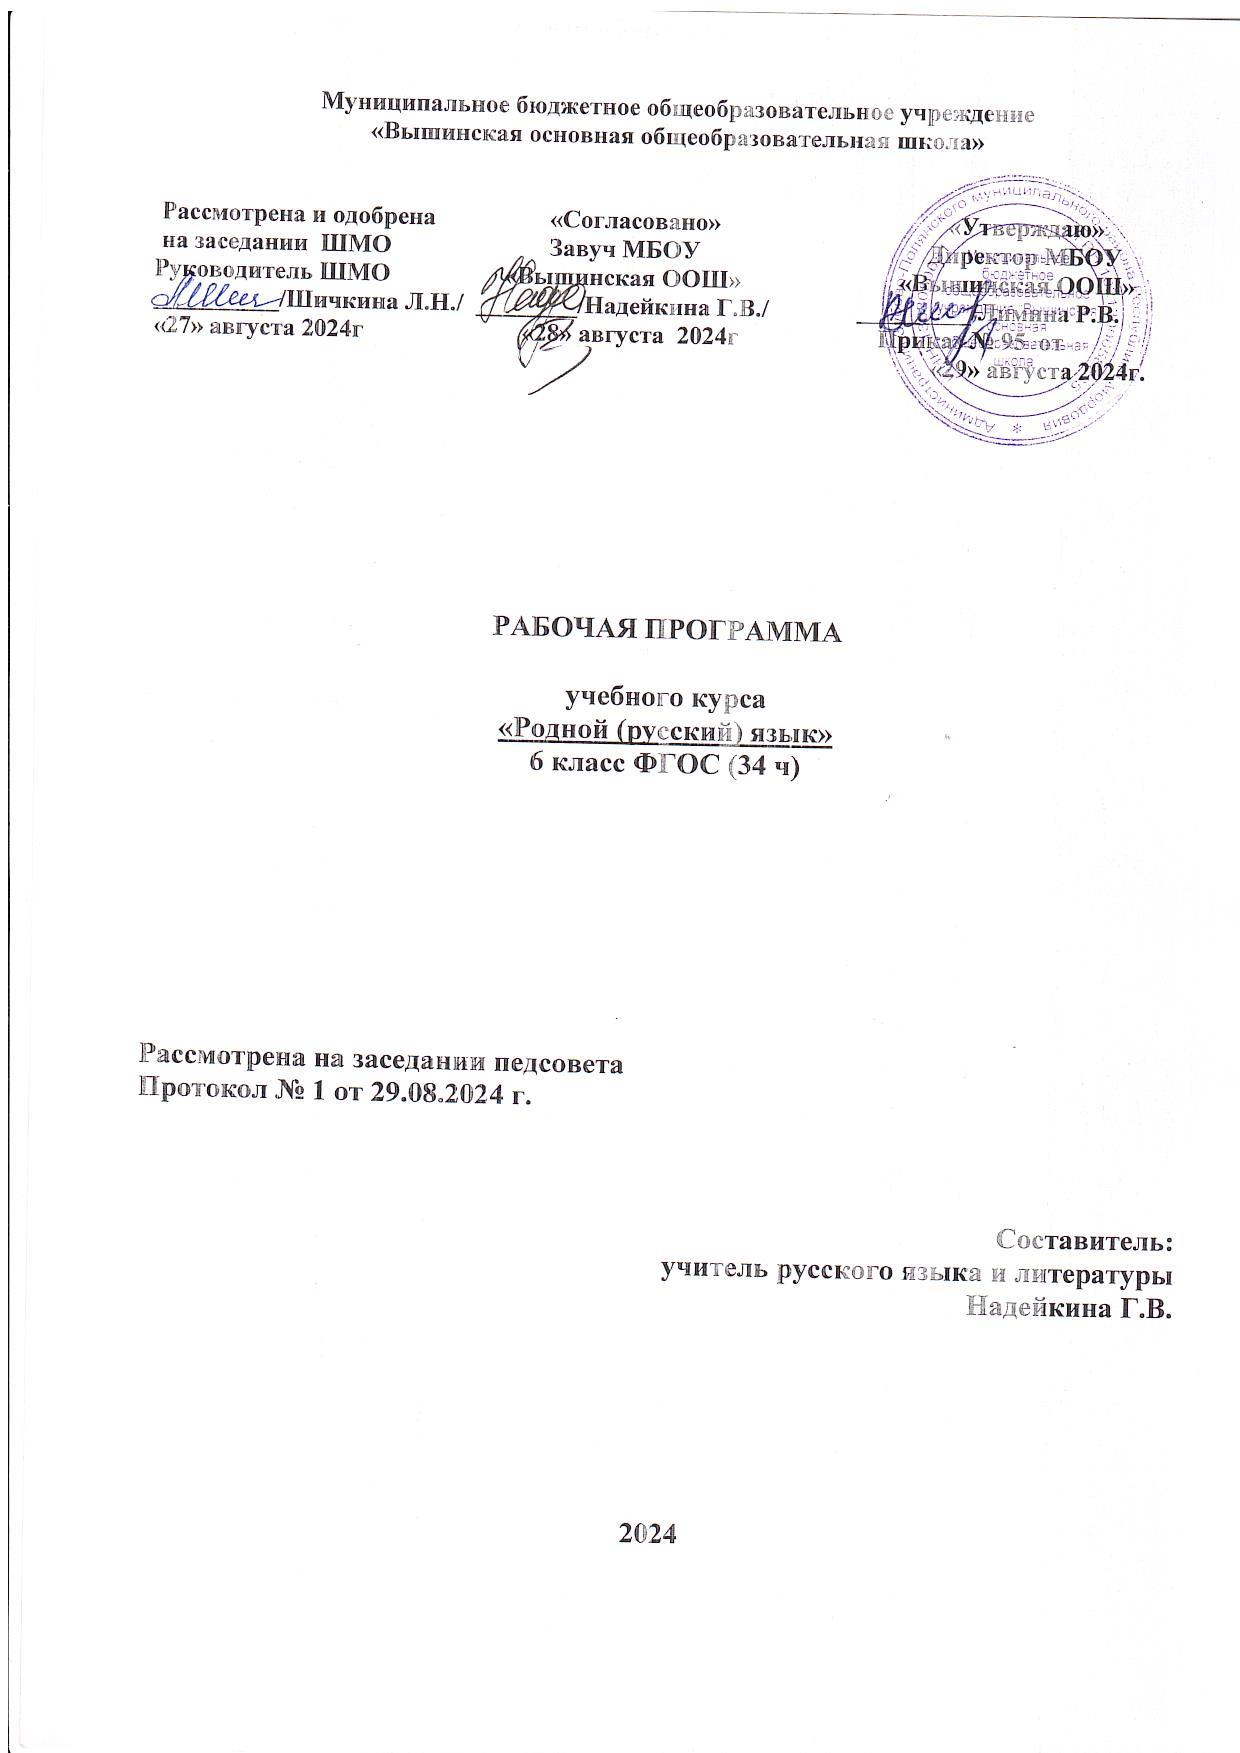 Муниципальное бюджетное общеобразовательное учреждение
«Вышинская основная общеобразовательная школа»
Рассмотрена и одобрена
на заседании ШМО
Руководитель ШМО
/Шичкина Л.Н./
«27» августа 2024г
«Согласовано»
Завуч МБОУ
«Вышинская ООШ»
/Надейкина Г.В./
«28» августа 2024г
«Утверждаю»
Директор МБОУ
«Вышинская ООШ»
Р.В.
Приказ № 95 от
«29» августа 2024г.
бюджетное
основная
школа
РАБОЧАЯ ПРОГРАММА
учебного курса
«Родной (русский) язык»
6 класс ФГОС (34 ч)
Рассмотрена на заседании педсовета
Протокол № 1 от 29.08.2024 г.
Составитель:
учитель русского языка и литературы
Надейкина Г.В.
2024